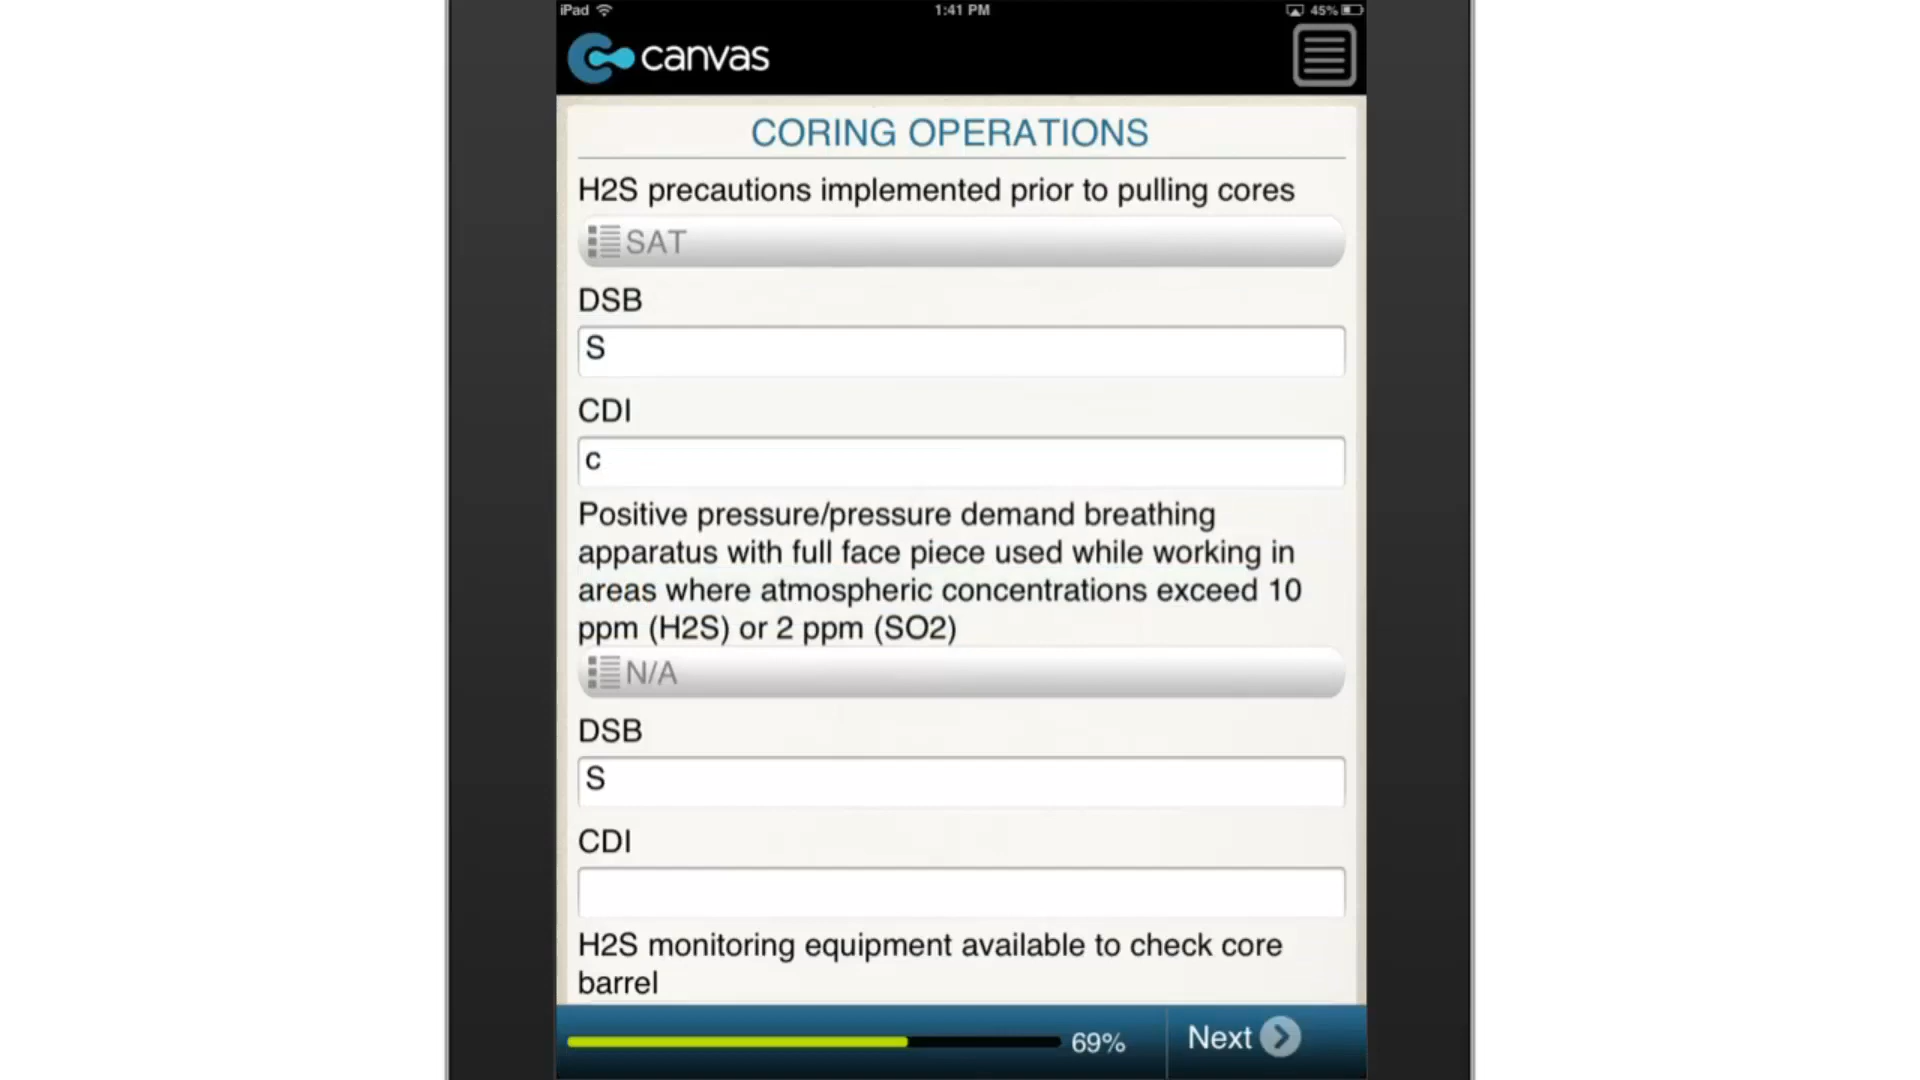 iPad
1:41 PM
45%
canvas
CORING OPERATIONS
H2S precautions implemented prior to pulling cores
SAT
DSB
S
CDI
c
Positive pressure/pressure demand breathing
apparatus with full face piece used while working in
areas where atmospheric concentrations exceed 10
ppm (H2S) or 2 ppm (SO2)
N/A
DSB
S
CDI
H2S monitoring equipment available to check core
barrel
69%
Next